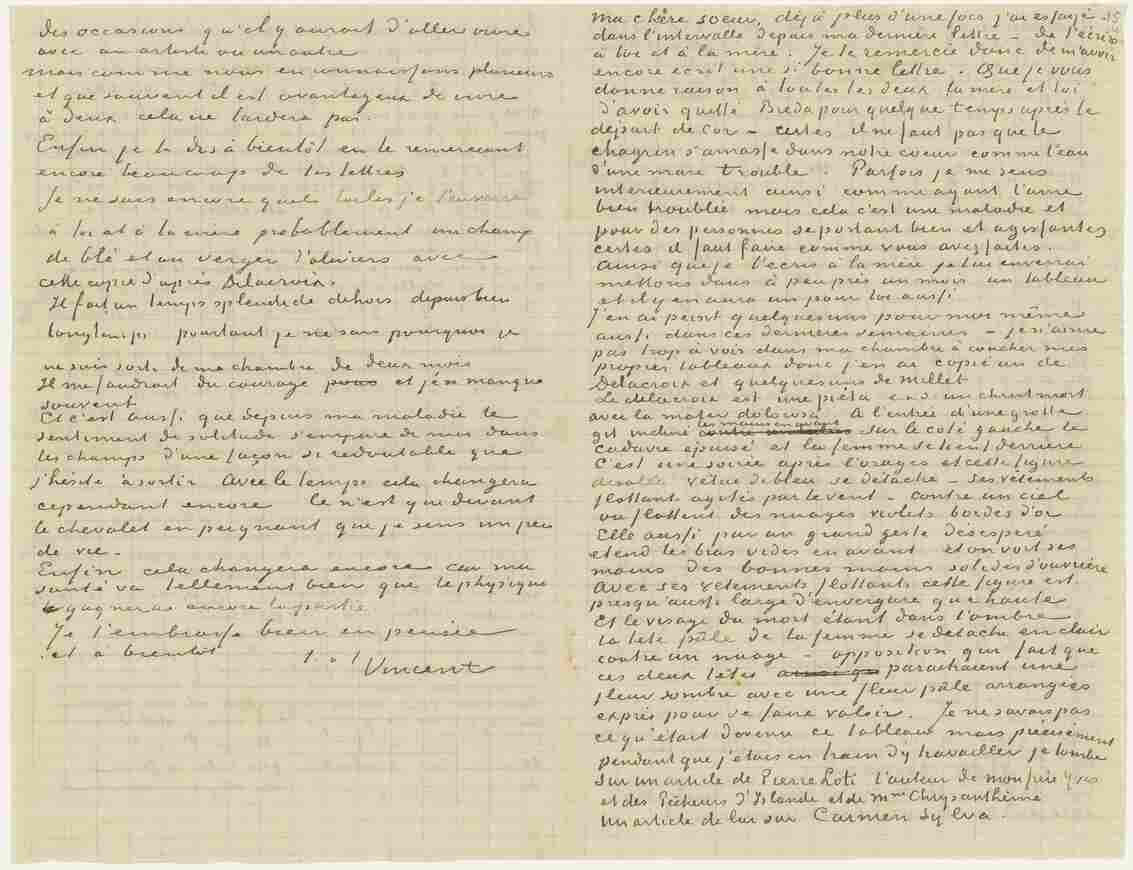 des occasions qu'il y aurait d'aller vivre
avec un artiste ou un autre
mais comme nous en connaissons plusieurs
et que souvent il est avantageux de vivre
à deux cela ne tardera pas.
Enfin je te dis à bientôt en te remerciant
encore beaucoup de tes lettres
Je ne sais encore quels toiles je t'enverrai
à toi et à la mère probablement un champ
de blé et un verger d'oliviers avec
cette copie d'après Delacroix.
Il fait un temps splendide dehors depuis bien
longtemps pourtant je ne sais pourquoi je
ne suis sorti de ma chambre de deux mois
Il me faudrait du courage et j'en manque
souvent
Et c'est aussi que depuis ma maladie le
sentiment de solitude s'empare de moi dans
les champs d'une façon si redoutable que
j'hésite à sortir Avec le temps cela changera
cependant encore Ce n'est que devant
le chevalet en peignant que je sens un peu
de vie –
Enfin cela changera encore car ma
santé va tellement bien que le physique
gagnera encore la partie
Je t'embrasse bien en pensée
et à bientôt t. à t. Vincent
Ma chère soeur, déjà plus d'une fois j'ai essayé
dans l'intervalle depuis ma dernière lettre – de t'écrire
à toi et à la mère. Je te remercie donc de m'avoir
encore écrit une si bonne lettre. Que je vous
donne raison à toutes les deux la mère et toi
d'avoir quitté Breda pour quelque temps après le
départ de Cor – certes il ne faut pas que le
chagrin s'amasse dans notre coeur comme l'eau
d'une mare trouble. Parfois je me sens
intérieurement ainsi comme ayant l'âme
bien troublée mais cela c'est une maladie et
pour des personnes se portant bien et agissantes
certes il faut faire comme vous avez faites.
Ainsi que je l'écris à la mère je lui enverrai
mettons dans à peu près un mois un tableau
et il y en aura un pour toi aussi
J'en ai peint quelques uns pour moi même
aussi dans ces dernières semaines – je n'aime
pas trop à voir dans ma chambre à coucher mes
propres tableaux donc j'en ai copié un de
Delacroix et quelques uns de Millet
Le delacroix est une pièta c.à.d un christ mort
avec la mater dolorosa. A l'entrée d'une grotte
gît incliné les mains en avant sur le coté gauche le
cadavre épuisé et la femme se tient derrière
C'est une soirée après l'orage et cette figure
désolée vêtue de bleu se détache – ses vêtements
flottant agités par le vent – contre un ciel
ou flottent des nuages violets bordés d'or
Elle aussi par un grand geste désespéré
étend les bras vides en avant et on voit ses
mains des bonnes mains solides d'ouvrière
Avec ses vêtements flottants cette figure est
presqu'aussi large d'envergure que haute
Et le visage du mort étant dans l'ombre
la tête pâle de la femme se détache en clair
contre un nuage – opposition qui fait que
ces deux têtes paraissaient une
fleur sombre avec une fleur pâle arrangées
exprès pour se faire valoir. Je ne savais pas
ce qu'était devenu ce tableau mais précisément
pendant que j'étais en train d'y travailler je tombe
sur un article de Pierre Loti l'auteur de mon frère Yves
et des Pêcheurs d'Islande et de Mme Chrysanthème
un article de lui sur Carmen Sylva.